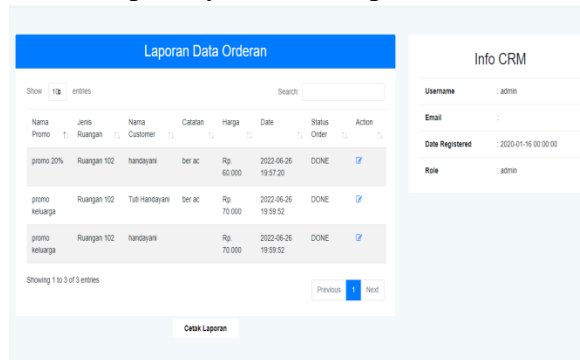 Laporan Data Orderan
Show 10 entries Search:
Nama Promo Jenis Ruangan Nama Customer Catatan Harga Date Status Order Action
promo 20% Ruangan 102 handayani ber ac Rp. 60.000 2022-06-26 19:57:20 DONE
promo keluarga Ruangan 102 Tuti Handayani ber ac Rp. 70.000 2022-06-26 19:59:52 DONE
promo keluarga Ruangan 102 handayani Rp. 70.000 2022-06-26 19:59:52 DONE
Showing 1 to 3 of 3 entries
Previous 1 Next
Cetak Laporan
Info CRM
Username : admin
Email :
Date Registered : 2020-01-16 00:00:00
Role : admin